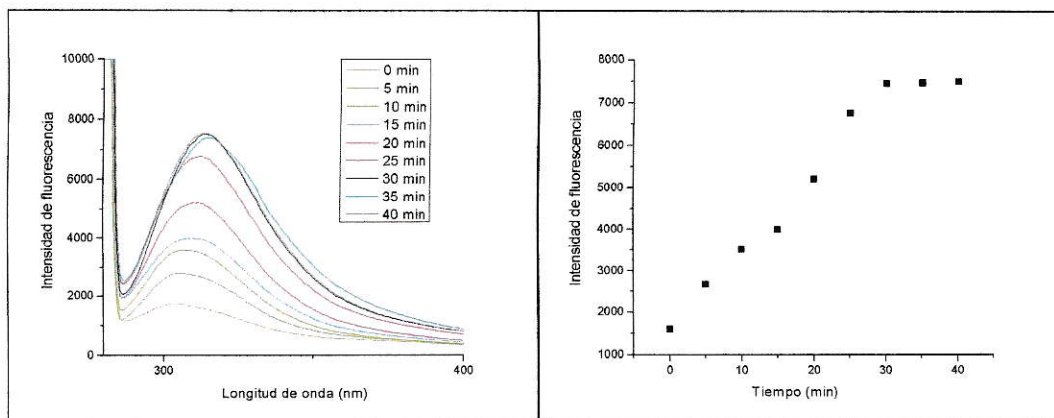 10000
8000
6000
4000
2000
0
Intensidad de fluorescencia
300
400
Longitud de onda (nm)
0 min
5 min
10 min
15 min
20 min
25 min
30 min
35 min
40 min
8000
7000
6000
5000
4000
3000
2000
1000
Intensidad de fluorescencia
0
10
20
30
40
Tiempo (min)